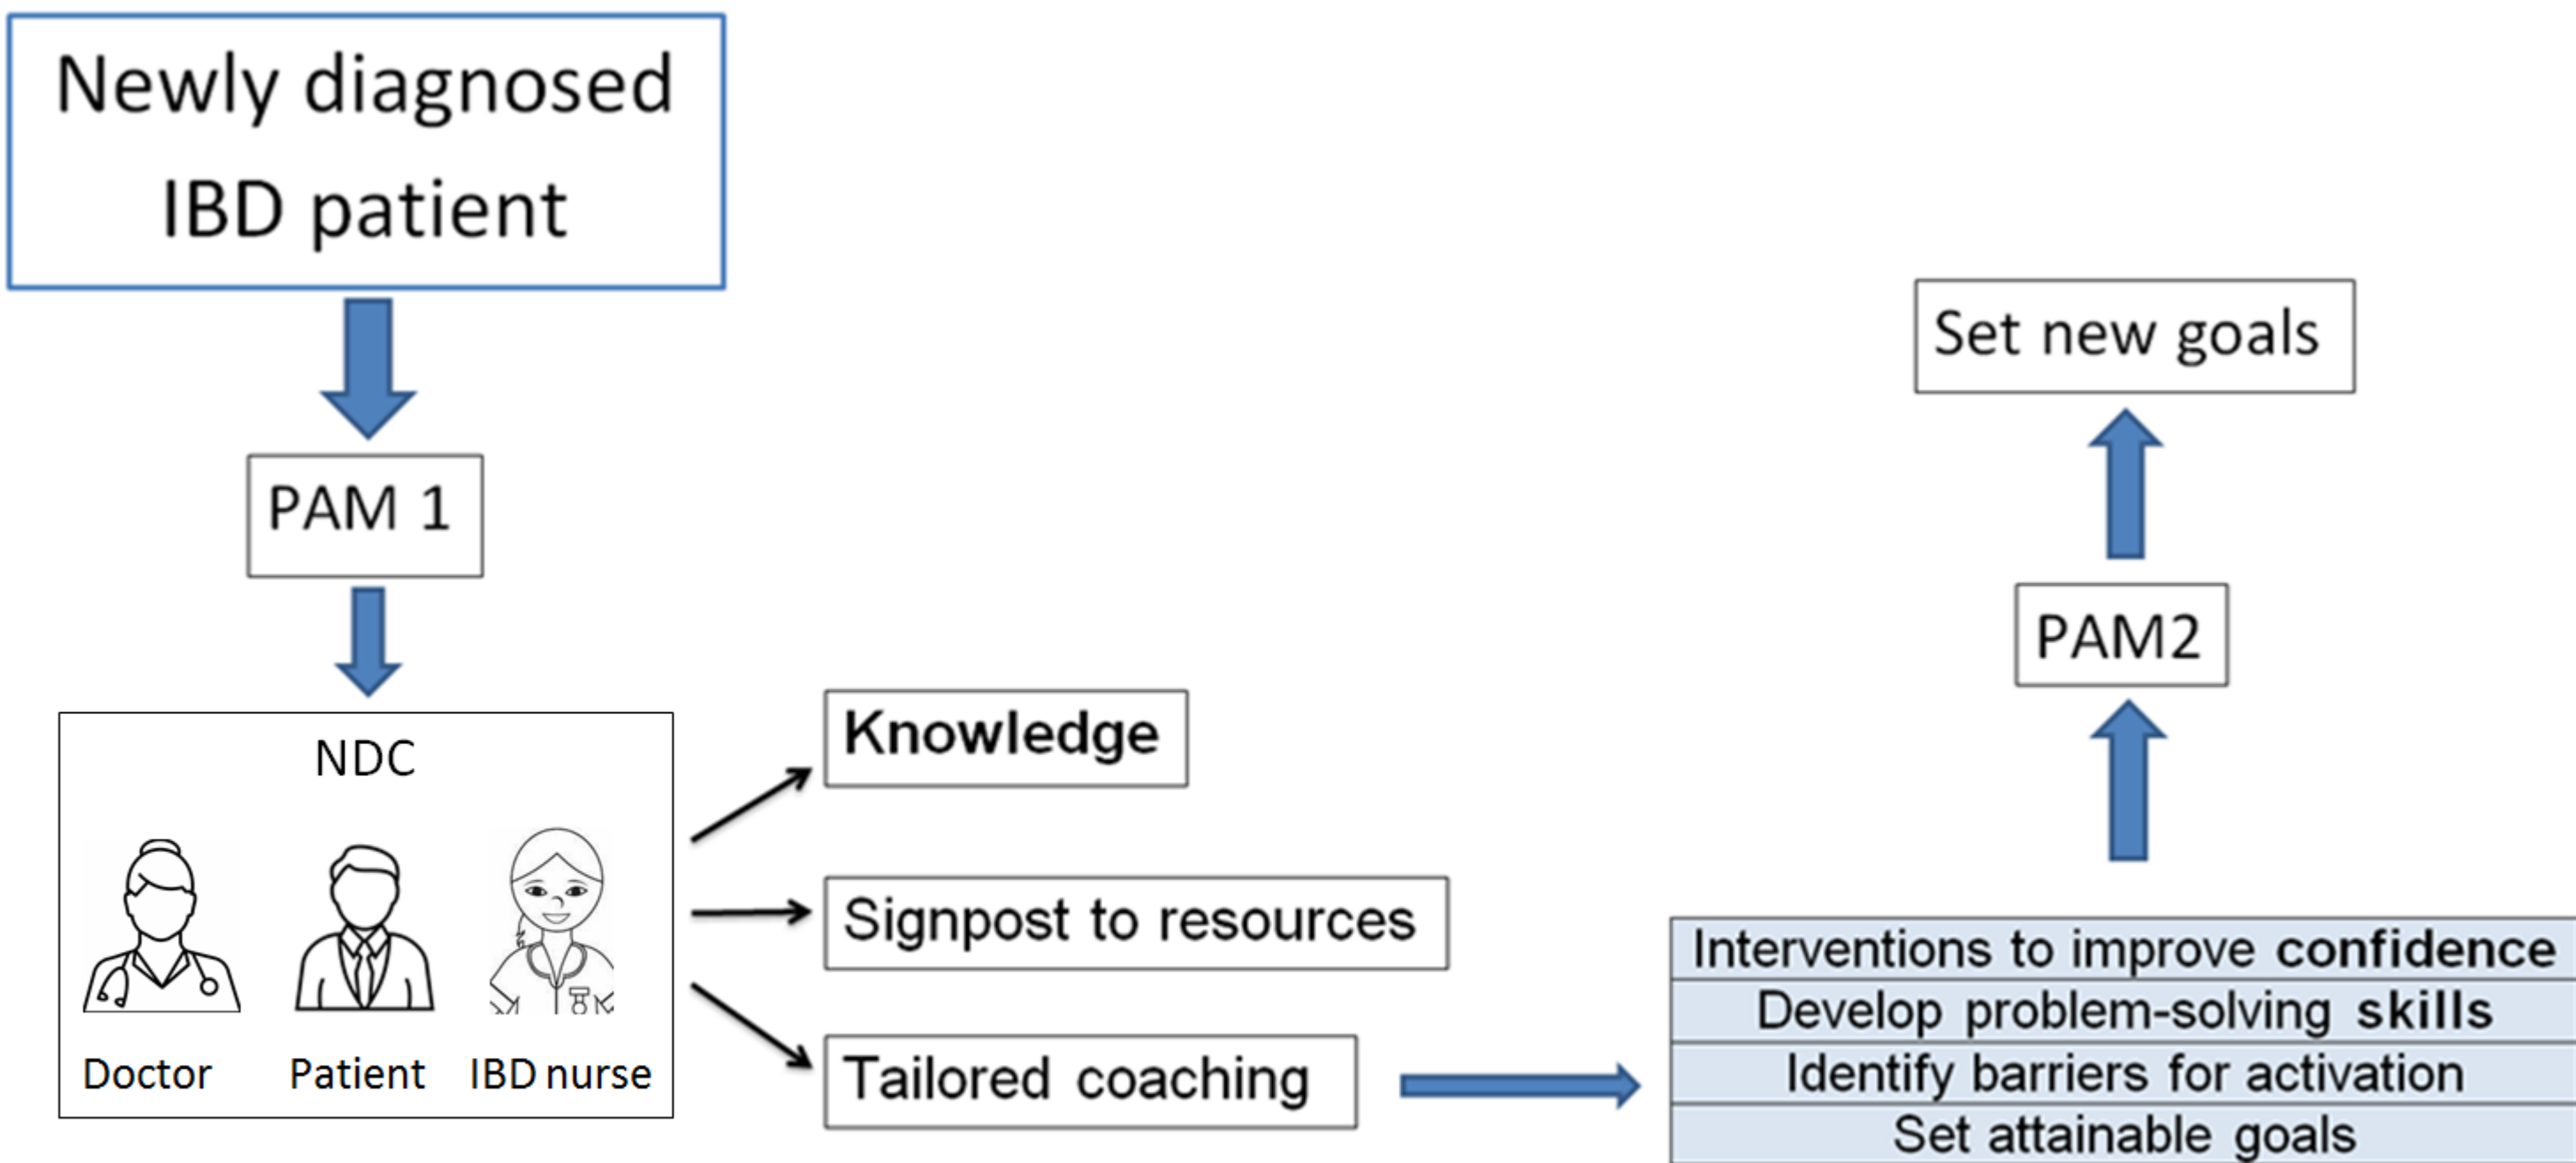 Newly diagnosed
IBD patient
PAM 1
NDC
Doctor
Patient
IBD nurse
Knowledge
Signpost to resources
Tailored coaching
Interventions to improve confidence
Develop problem-solving skills
Identify barriers for activation
Set attainable goals
PAM2
Set new goals